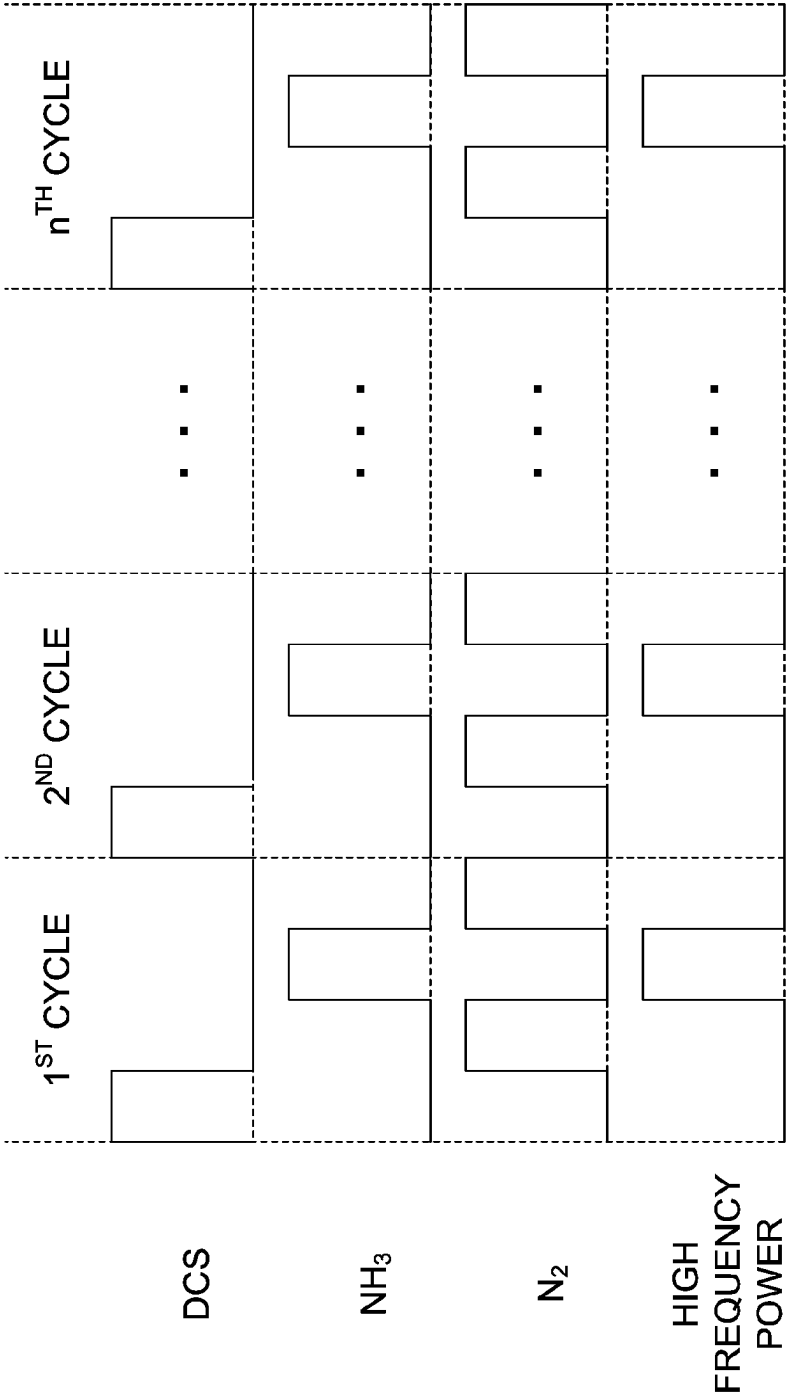 1ST CYCLE
2ND CYCLE
nTH CYCLE
DCS
NH3
N2
HIGH
FREQUENCY
POWER